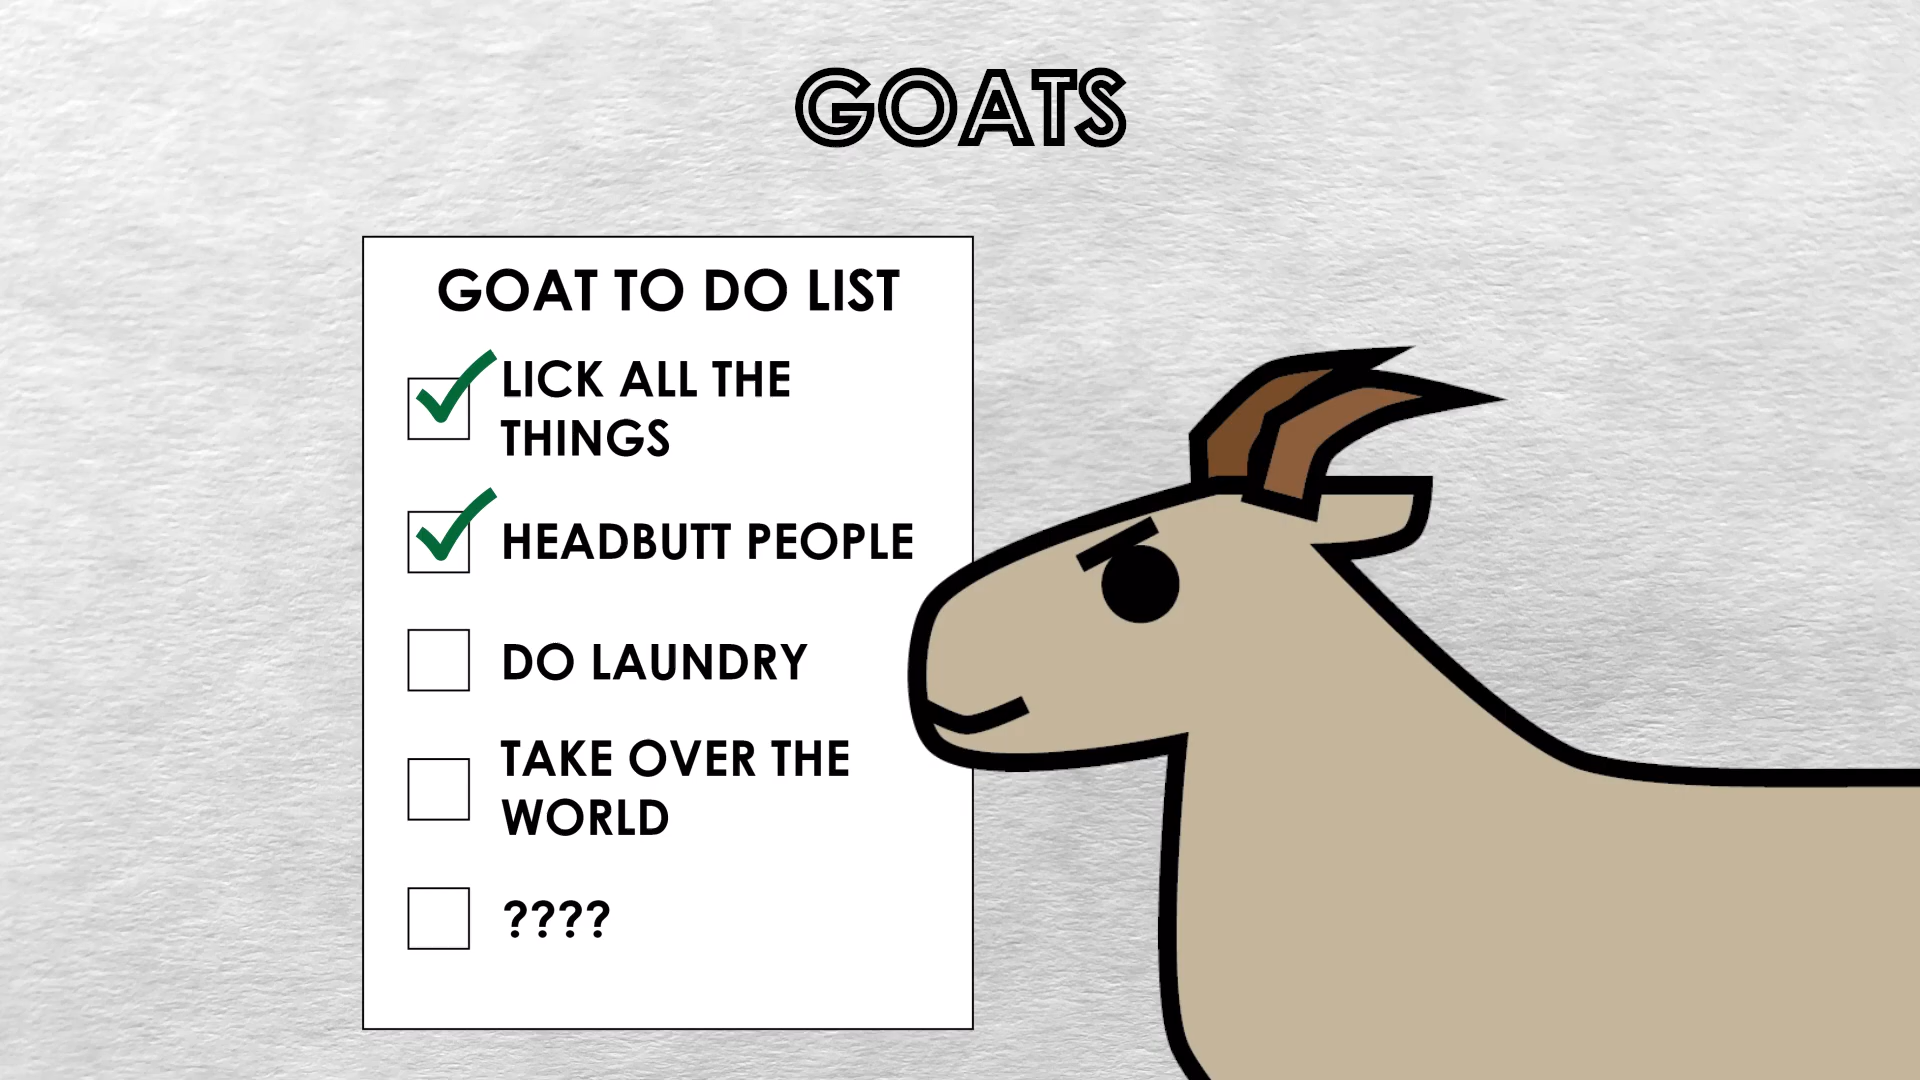 GOATS
GOAT TO DO LIST
LICK ALL THE
THINGS
HEADBUTT PEOPLE
DO LAUNDRY
TAKE OVER THE
WORLD
????